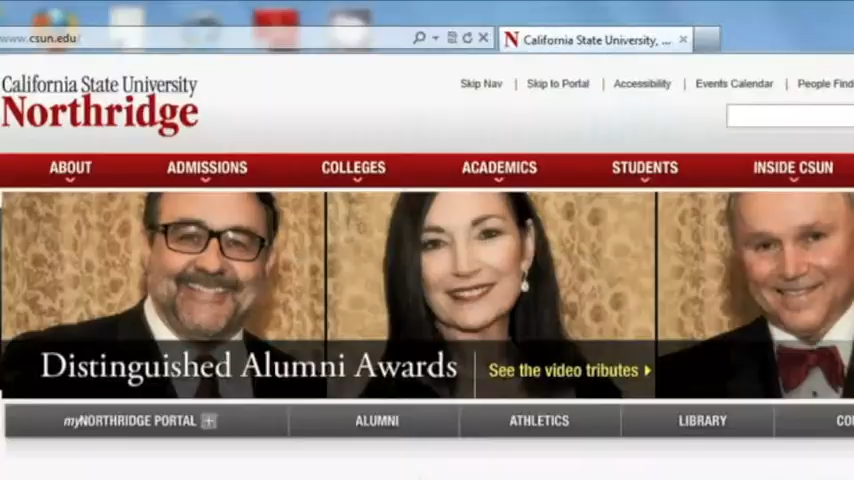 www.csun.edu/
California State University, ...
California State University
Northridge
Skip Nav | Skip to Portal | Accessibility | Events Calendar | People Find
ABOUT ADMISSIONS COLLEGES ACADEMICS STUDENTS INSIDE CSUN
Distinguished Alumni Awards
See the video tributes
myNORTHRIDGE PORTAL + ALUMNI ATHLETICS LIBRARY CO